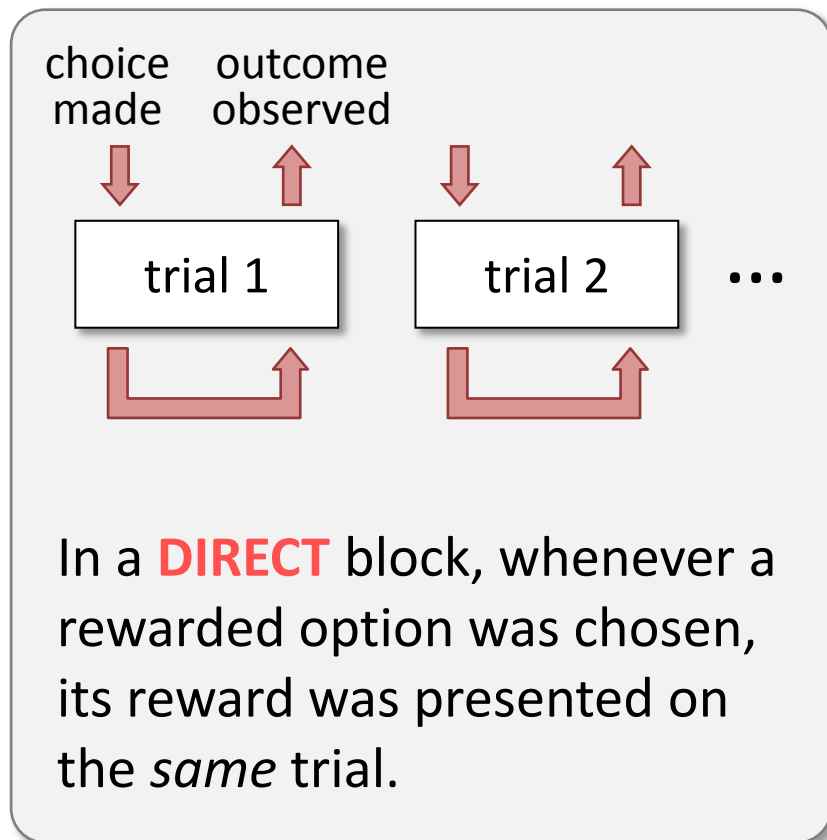 choice made
outcome observed
trial 1
trial 2
...
In a DIRECT block, whenever a
rewarded option was chosen,
its reward was presented on
the same trial.